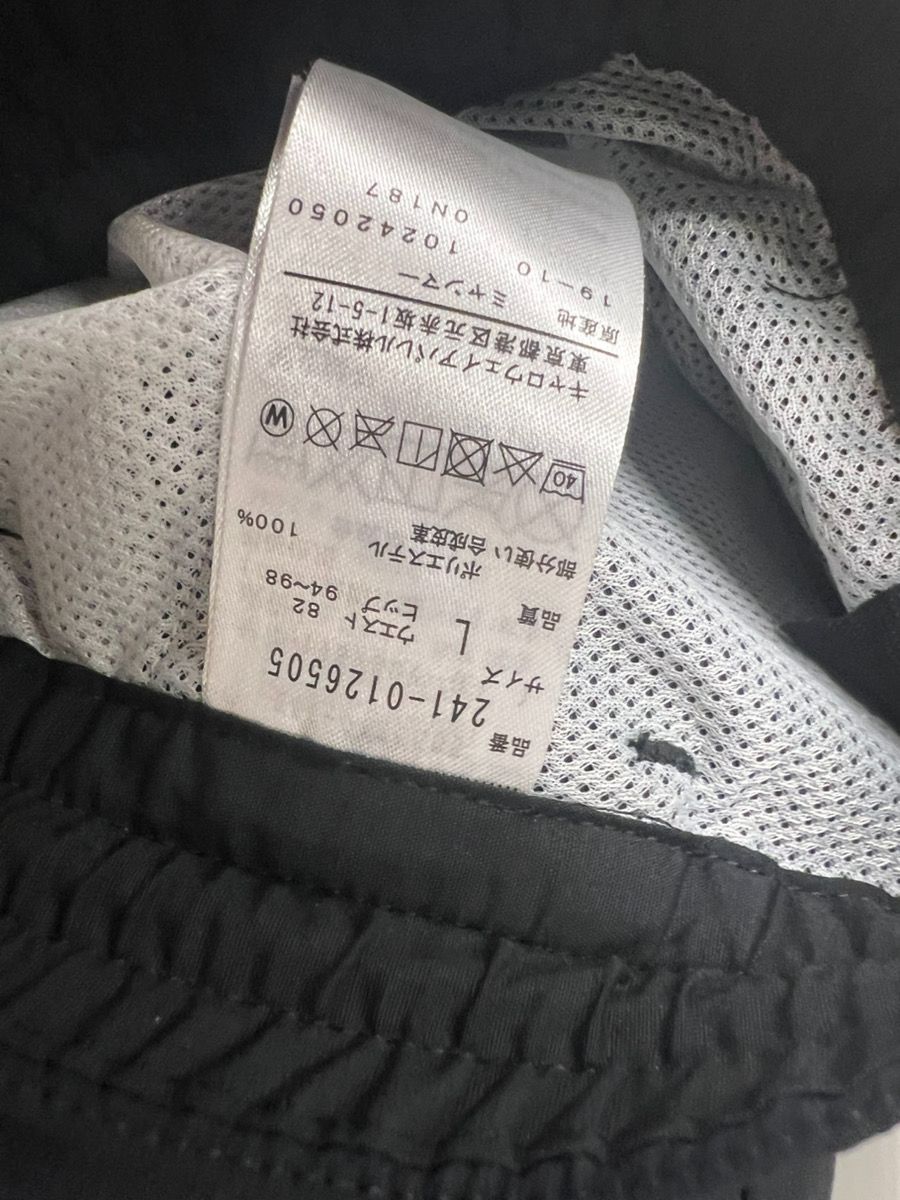 品番
241-0126505
サイズ L ウエスト 82
ヒップ 94~98
品質 ポリエステル 100%
部分使い 合成皮革
40 W
キャロウェイアパレル株式会社
東京都港区元赤坂1-5-12
原産地 ミャンマー
19-10 10242050
0N187